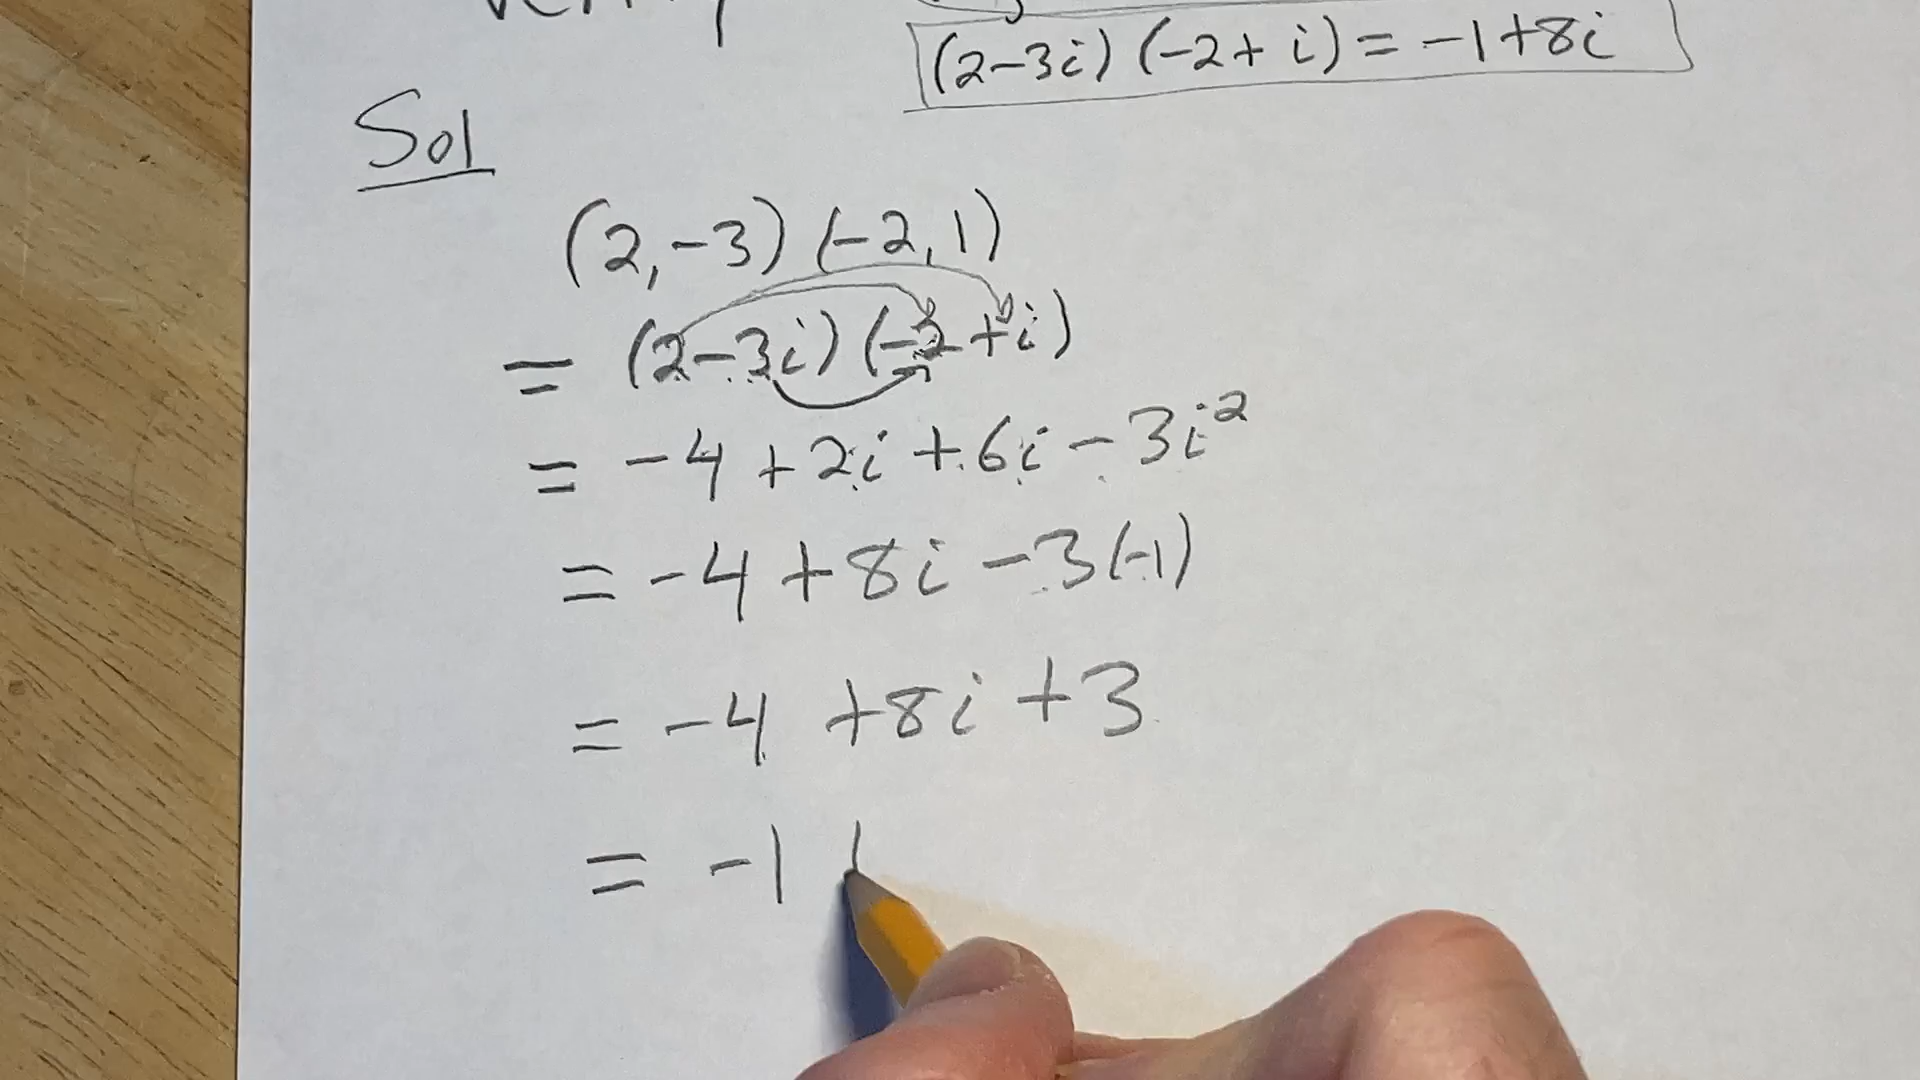 (2-3i)(-2+i)=-1+8i
Sol
(2,-3)(-2,1)
= (2-3i)(-2+i)
= -4+2i+6i-3i²
= -4+8i-3(-1)
= -4 +8i+3
= -1